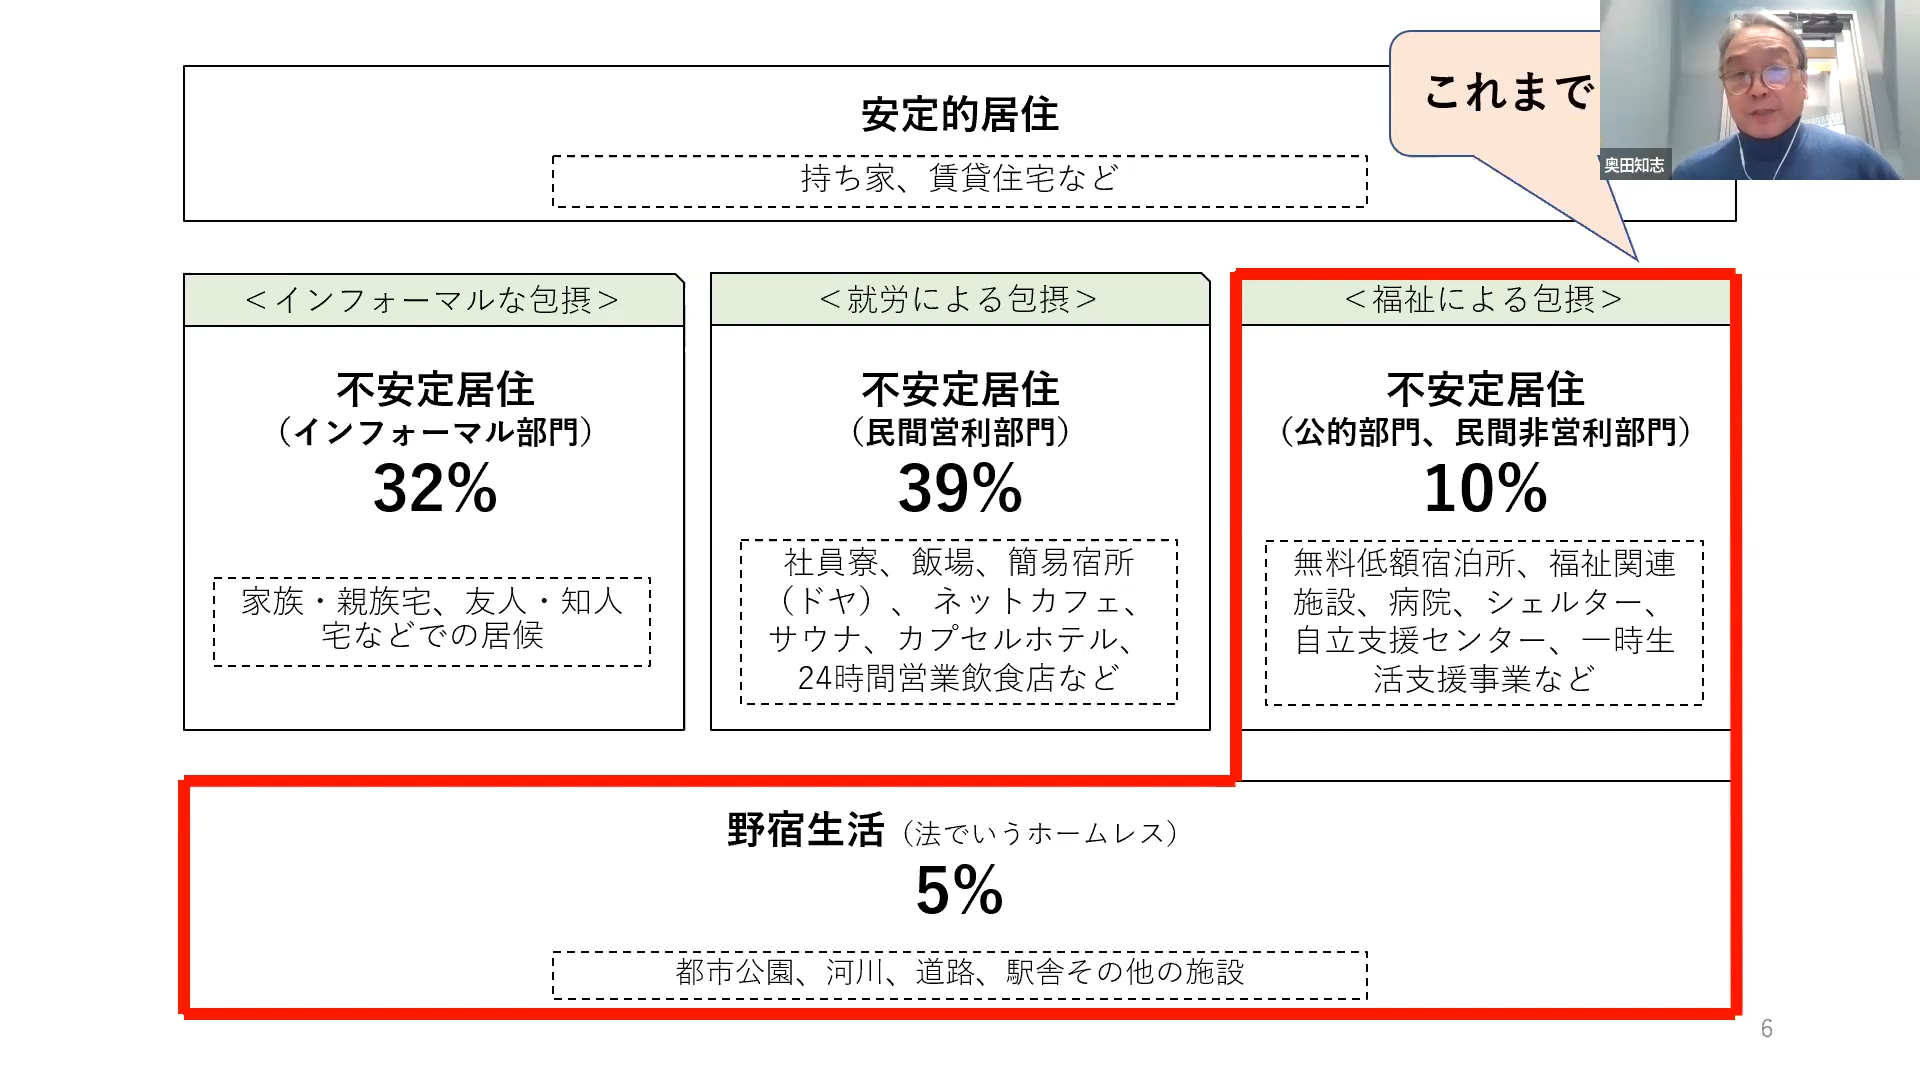 安定的居住
持ち家、賃貸住宅など
これまで
奥田知志
＜インフォーマルな包摂＞
不安定居住
（インフォーマル部門）
32%
家族・親族宅、友人・知人
宅などでの居候
＜就労による包摂＞
不安定居住
（民間営利部門）
39%
社員寮、飯場、簡易宿所
（ドヤ）、ネットカフェ、
サウナ、カプセルホテル、
24時間営業飲食店など
＜福祉による包摂＞
不安定居住
（公的部門、民間非営利部門）
10%
無料低額宿泊所、福祉関連
施設、病院、シェルター、
自立支援センター、一時生
活支援事業など
野宿生活（法でいうホームレス）
5%
都市公園、河川、道路、駅舎その他の施設
6